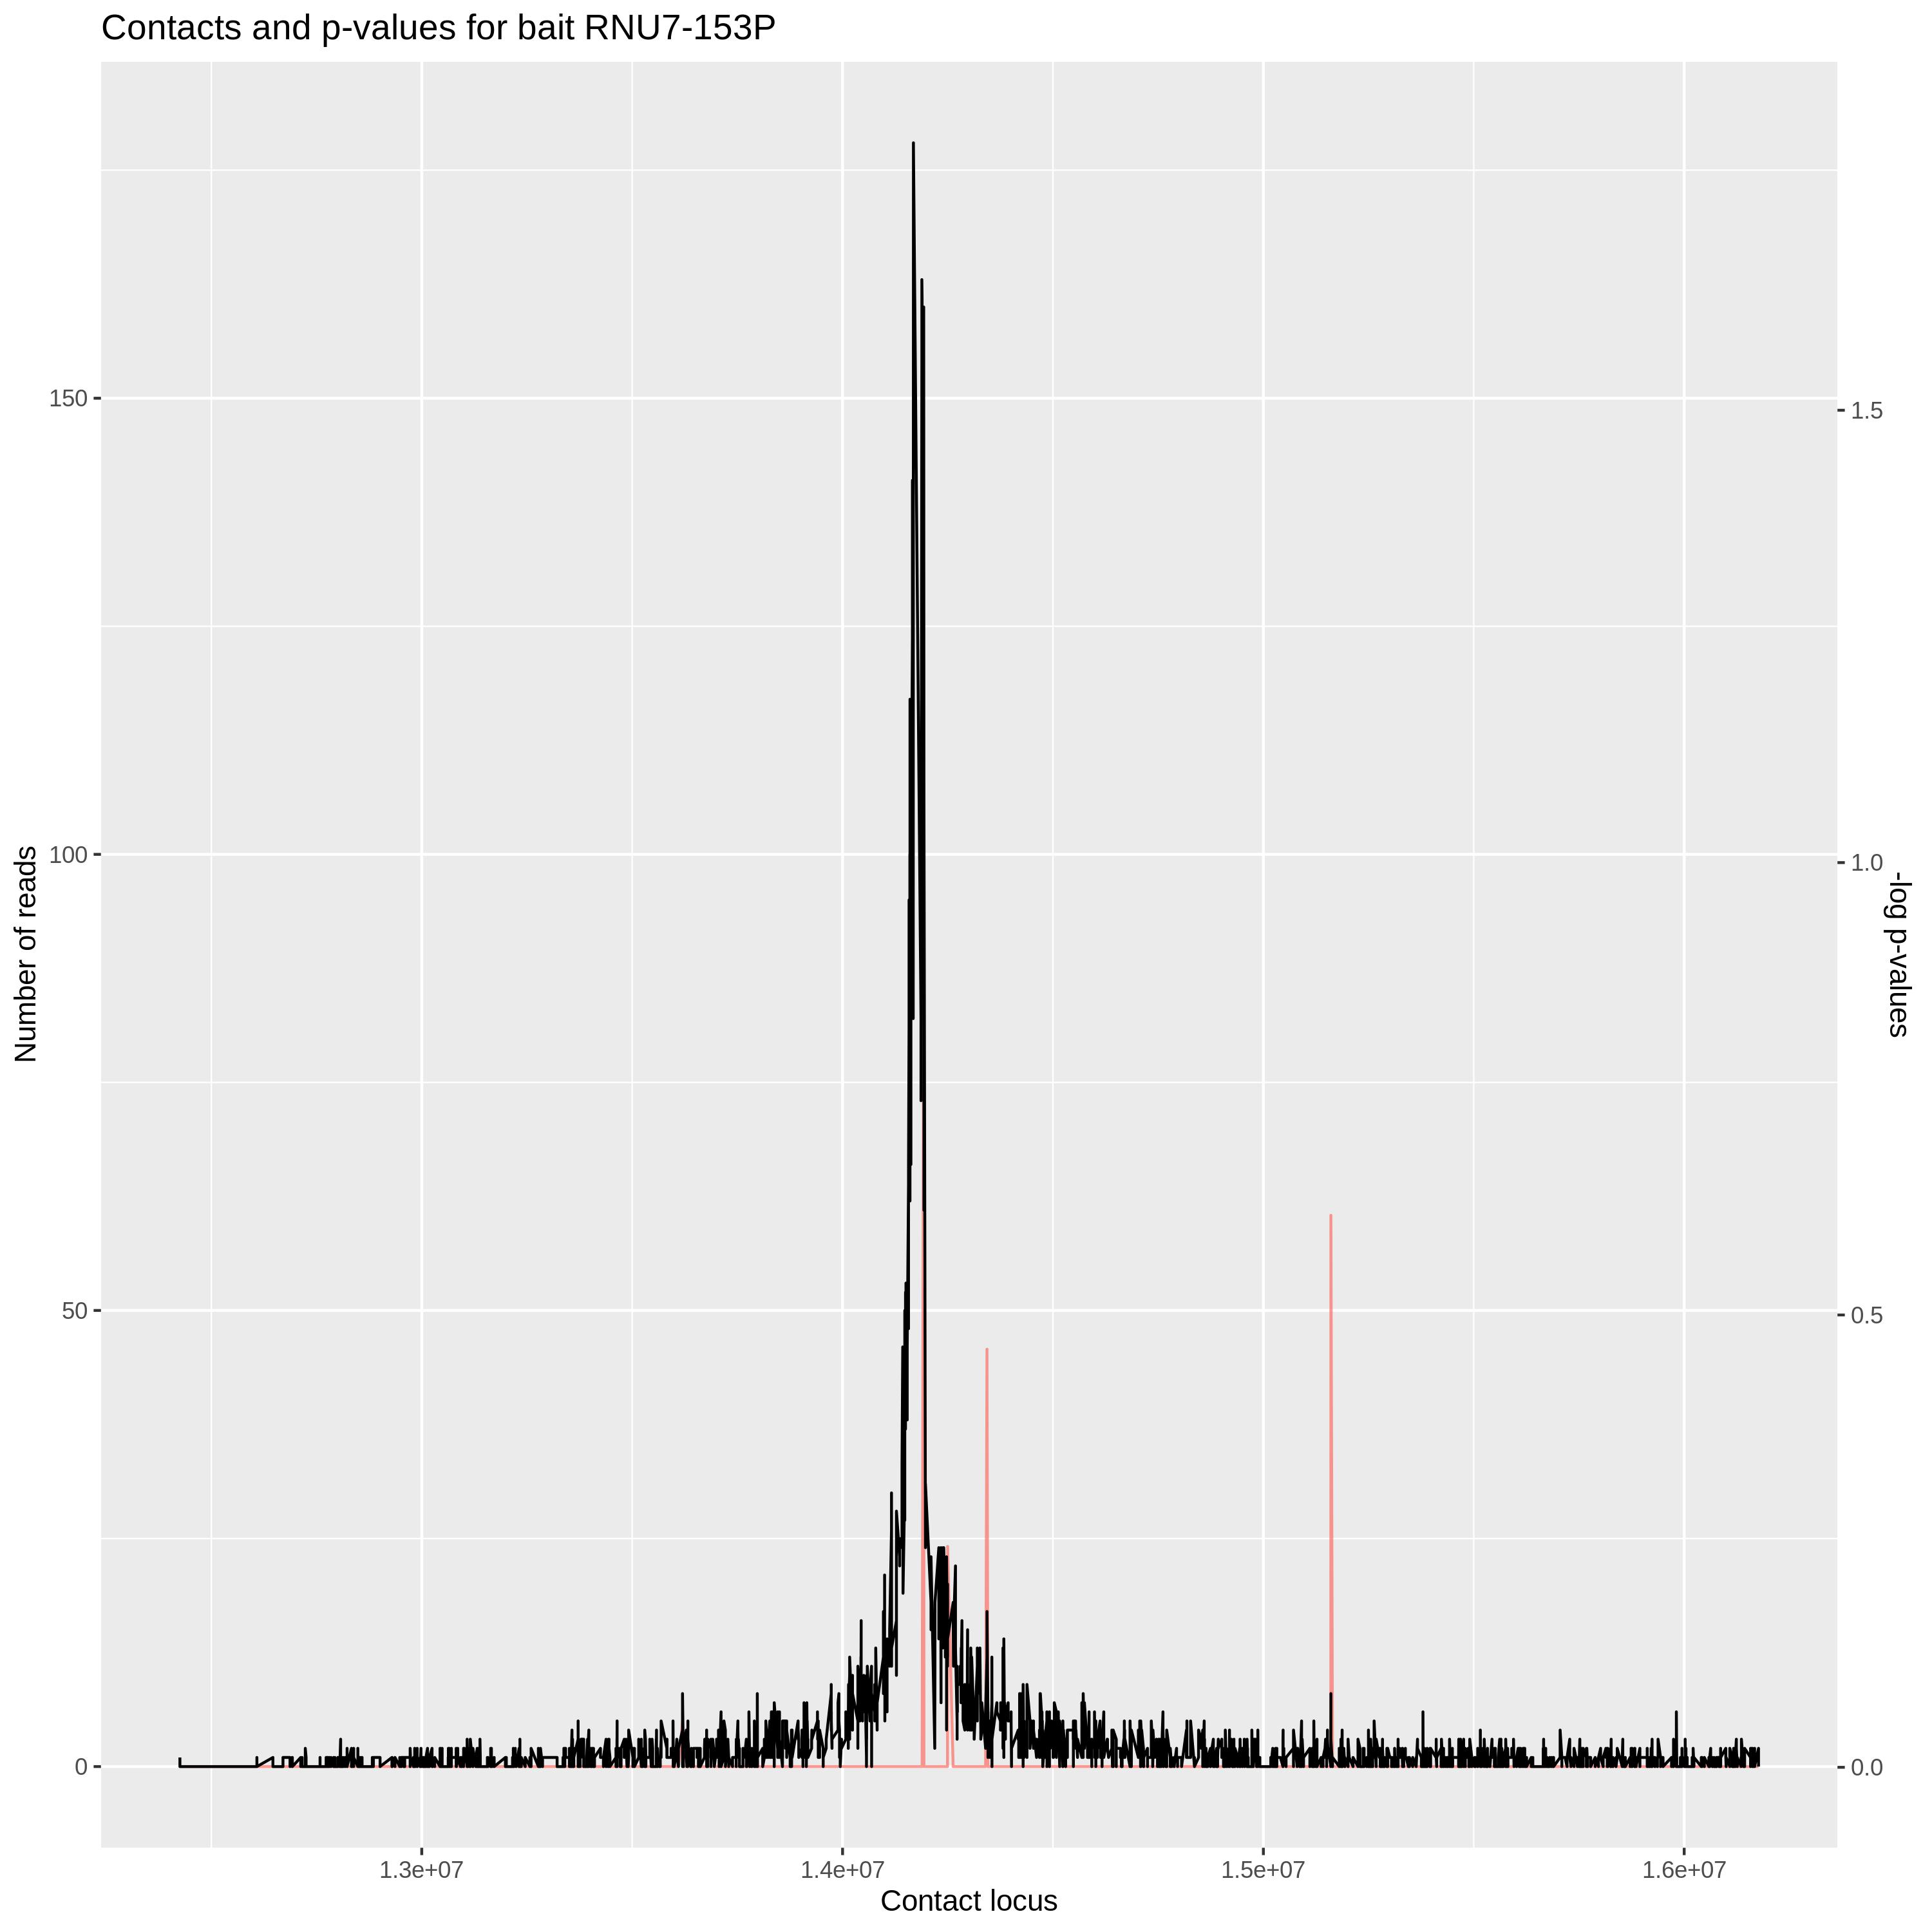 Contacts and p-values for bait RNU7-153P
Number of reads
150
100
50
0
1.5
1.0
0.5
0.0
-log p-values
1.3e+07
1.4e+07
1.5e+07
1.6e+07
Contact locus